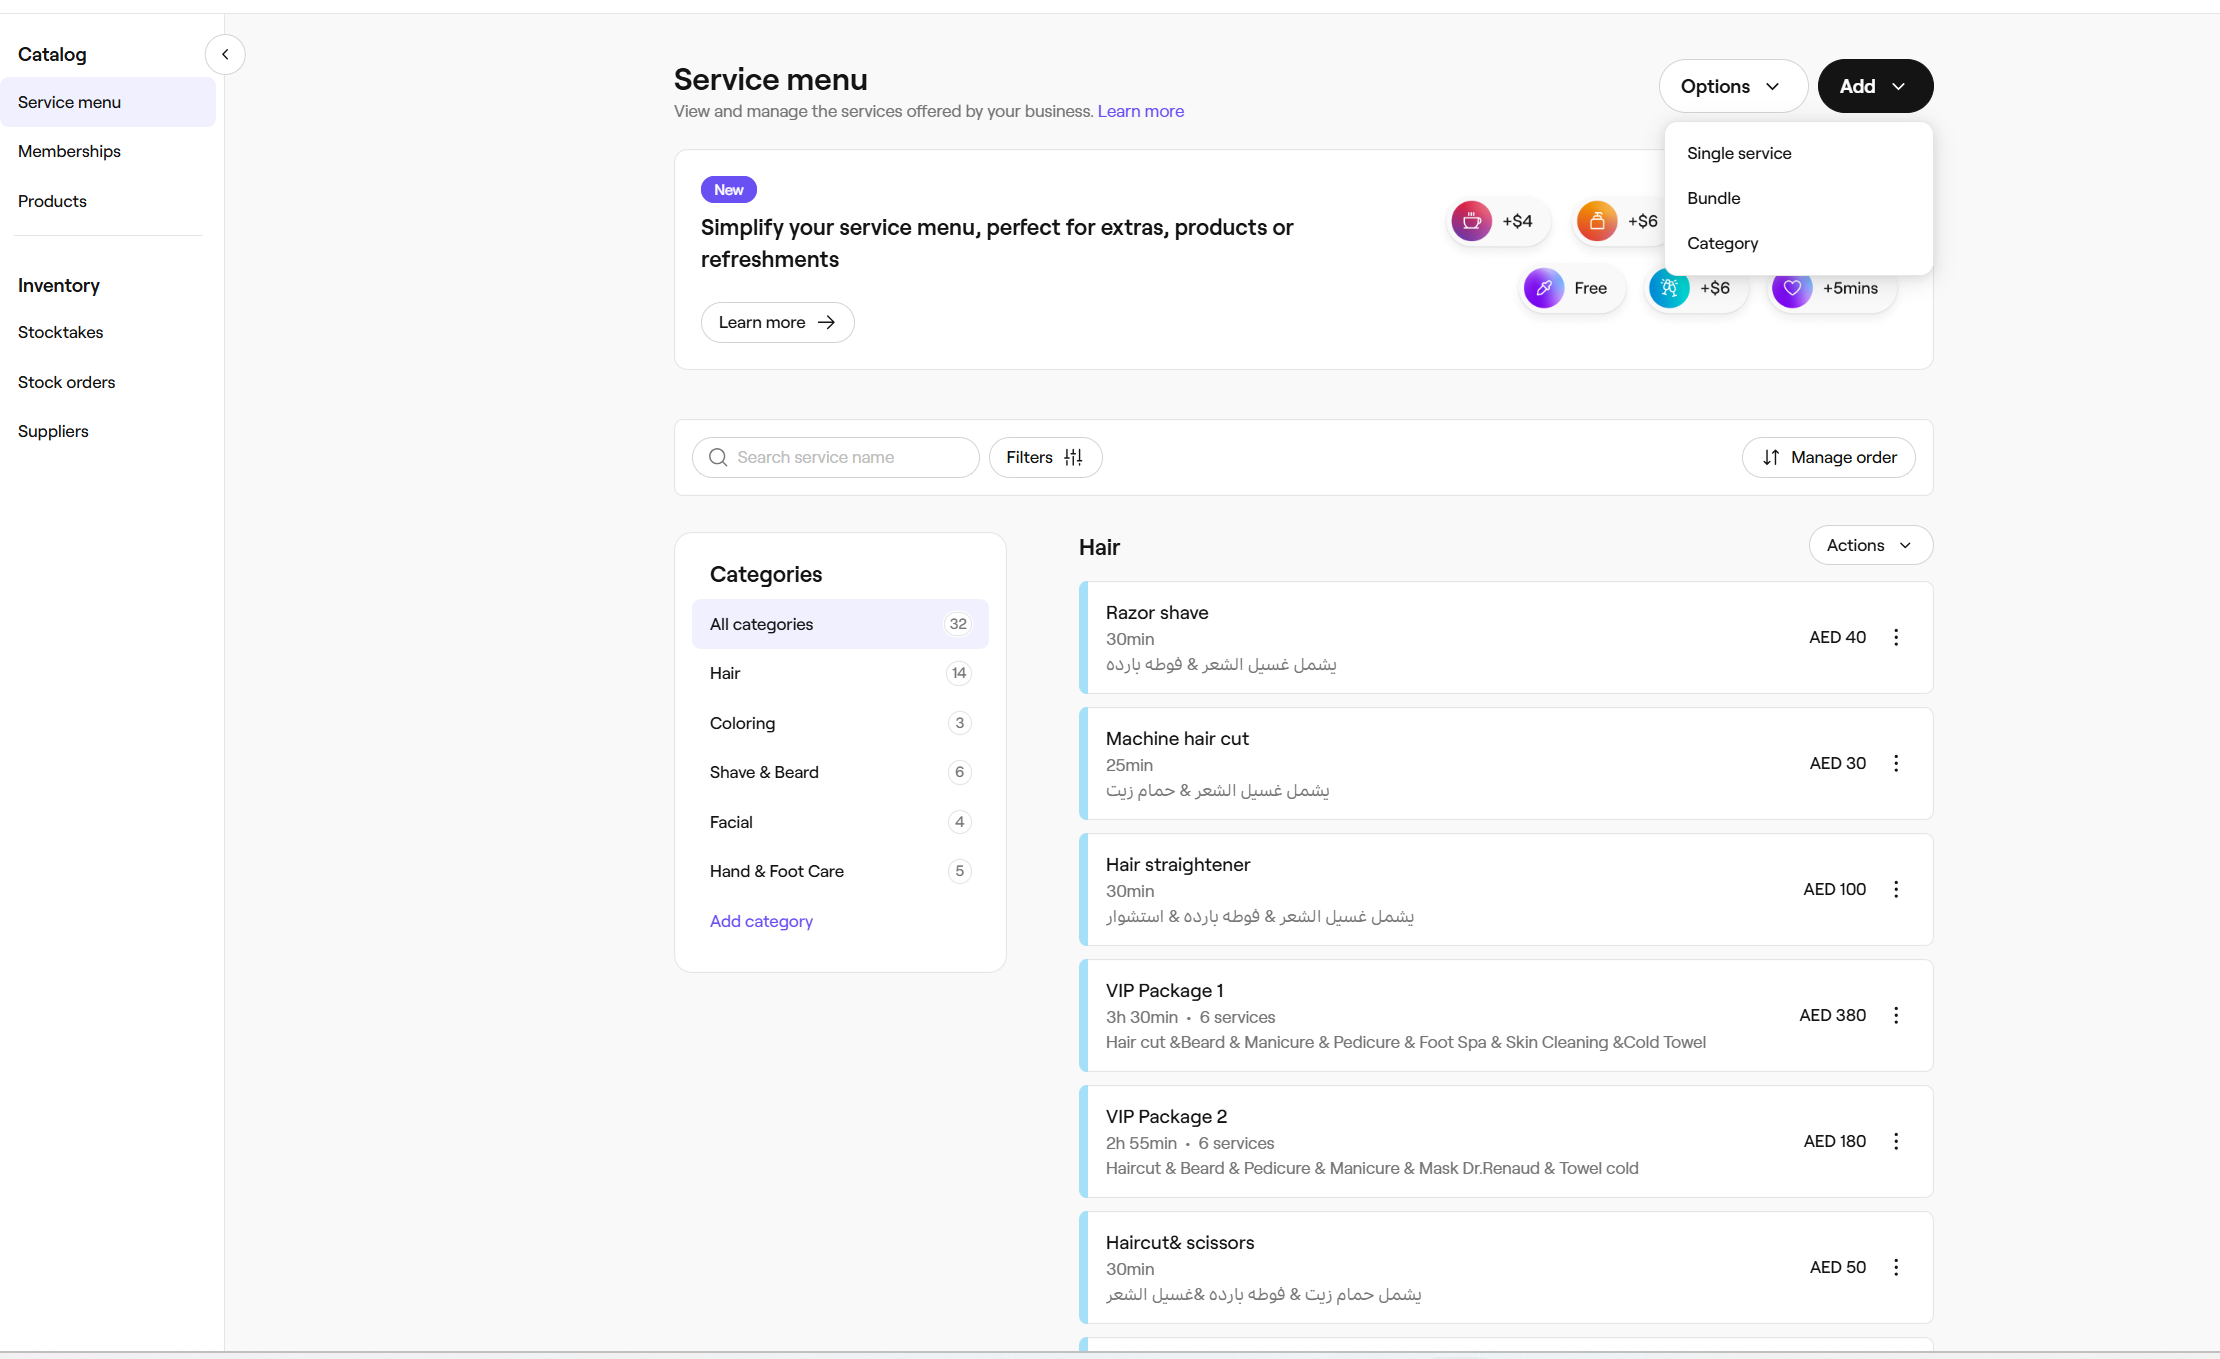 Catalog
Service menu
Memberships
Products
Inventory
Stocktakes
Stock orders
Suppliers
Service menu
View and manage the services offered by your business. Learn more
Options
Add
Single service
Bundle
Category
New
Simplify your service menu, perfect for extras, products or
refreshments
Learn more
+$4
+$6
Free
+$6
+5mins
Search service name
Filters
Manage order
Categories
All categories 32
Hair 14
Coloring 3
Shave & Beard 6
Facial 4
Hand & Foot Care 5
Add category
Hair
Actions
Razor shave
30min
يشمل غسيل الشعر & فوطه بارده
AED 40
Machine hair cut
25min
يشمل غسيل الشعر & حمام زيت
AED 30
Hair straightener
30min
يشمل غسيل الشعر & فوطه بارده & استشوار
AED 100
VIP Package 1
3h 30min • 6 services
Hair cut &Beard & Manicure & Pedicure & Foot Spa & Skin Cleaning &Cold Towel
AED 380
VIP Package 2
2h 55min • 6 services
Haircut & Beard & Pedicure & Manicure & Mask Dr.Renaud & Towel cold
AED 180
Haircut& scissors
30min
يشمل حمام زيت & فوطه بارده &غسيل الشعر
AED 50